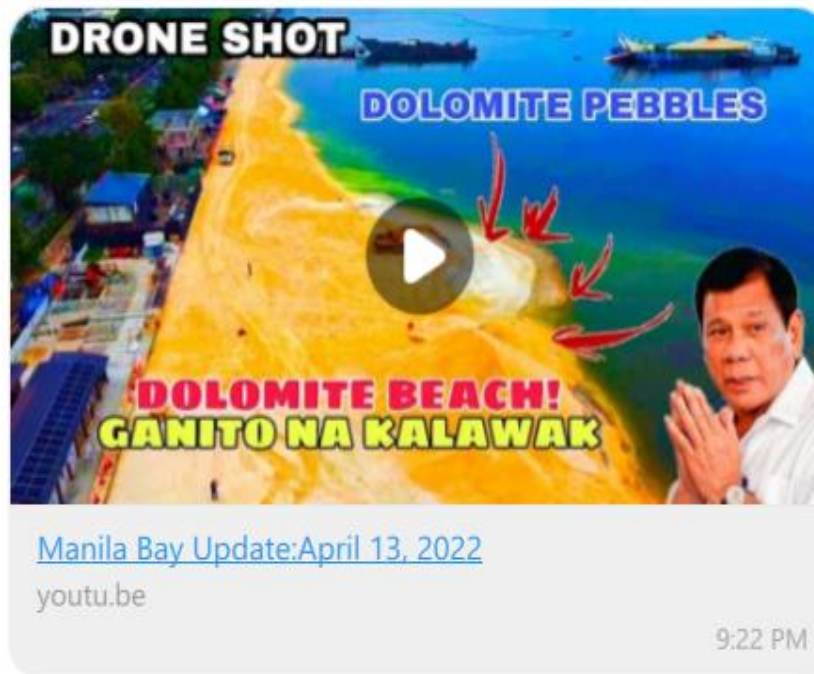 DRONE SHOT
DOLOMITE PEBBLES
DOLOMITE BEACH!
GANITO NA KALAWAK
Manila Bay Update:April 13, 2022
youtu.be
9:22 PM